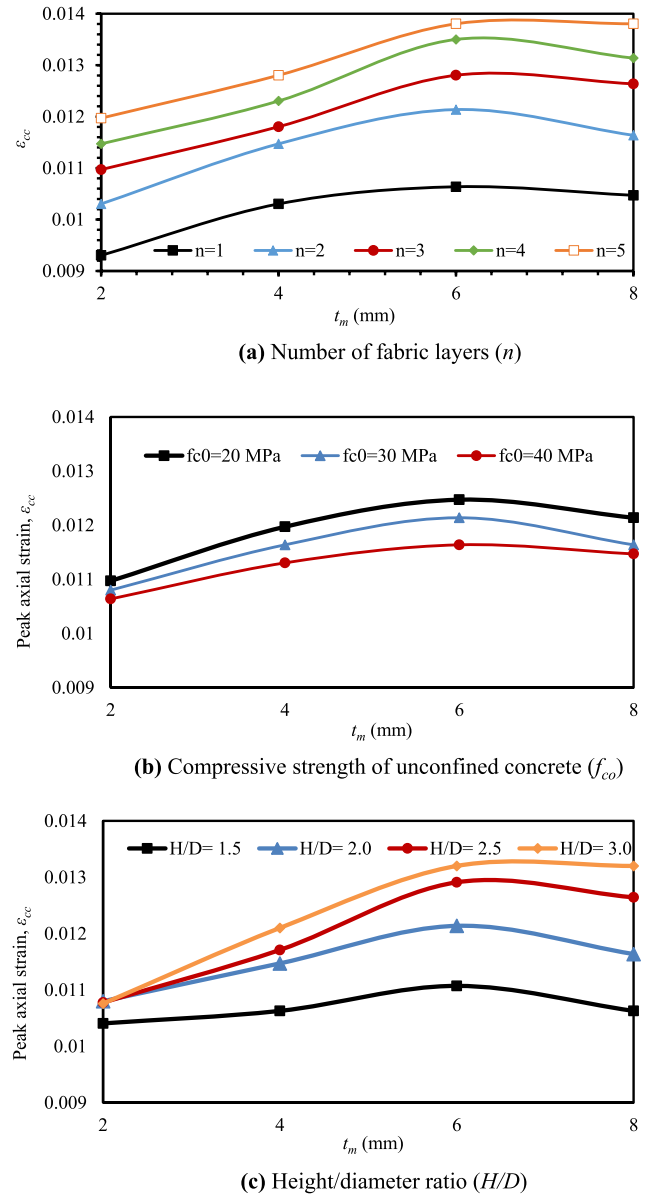 0.014
0.013
0.012
0.011
0.01
0.009
εcc
n=1 n=2 n=3 n=4 n=5
2 4 6 8
tm (mm)
(a) Number of fabric layers (n)
0.014
0.013
0.012
0.011
0.01
0.009
Peak axial strain, εcc
fc0=20 MPa fc0=30 MPa fc0=40 MPa
2 4 6 8
tm (mm)
(b) Compressive strength of unconfined concrete (fco)
0.014
0.013
0.012
0.011
0.01
0.009
Peak axial strain, εcc
H/D= 1.5 H/D= 2.0 H/D= 2.5 H/D= 3.0
2 4 6 8
tm (mm)
(c) Height/diameter ratio (H/D)